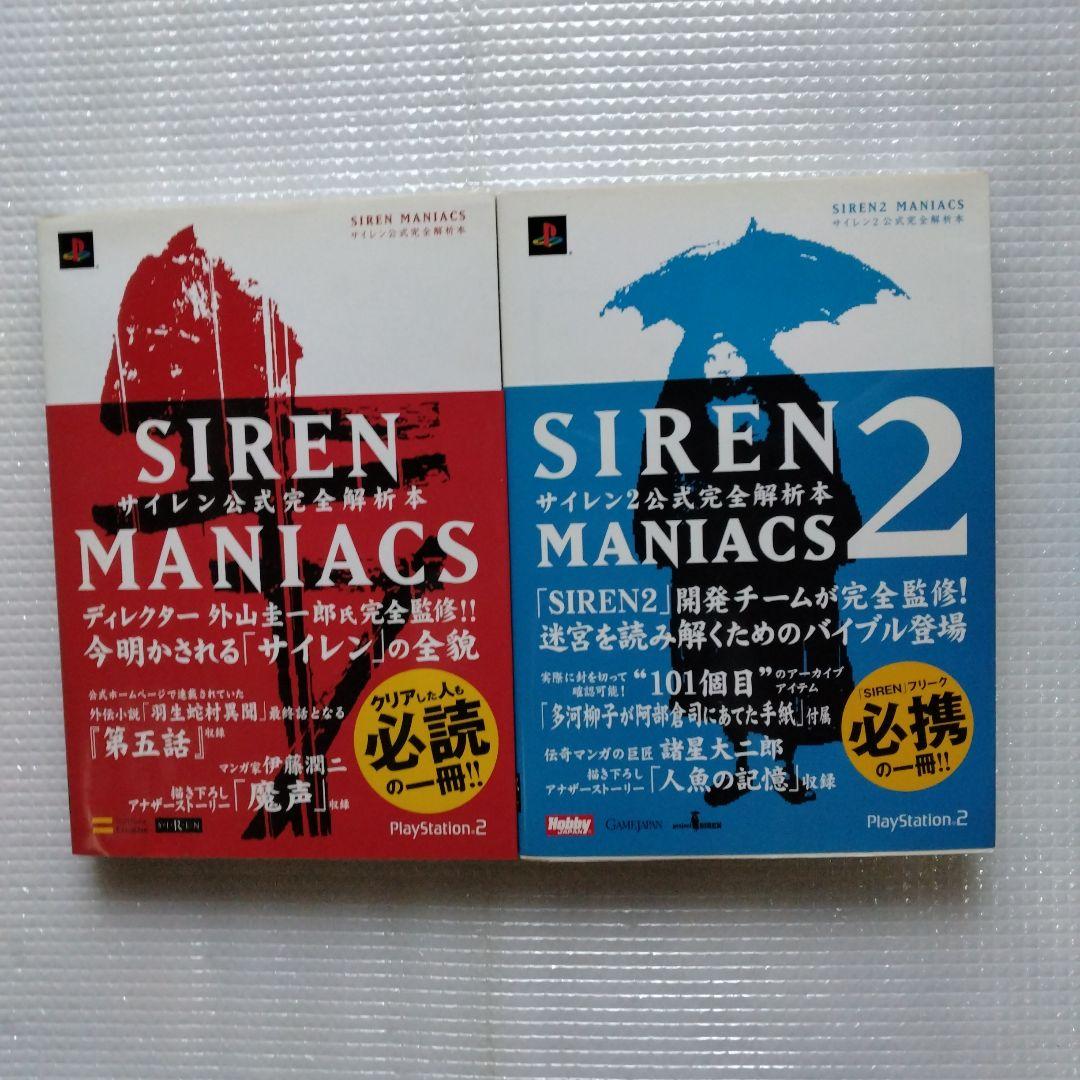 SIREN MANIACS
サイレン公式完全解析本
SIREN
サイレン公式完全解析本
MANIACS
ディレクター 外山圭一郎氏完全監修!!
今明かされる「サイレン」の全貌
公式ホームページで連載されていた
外伝小説「羽生蛇村異聞」最終話となる
『第五話』収録
マンガ家 伊藤潤二
描き下ろし
アナザーストーリー「魔声」収録
クリアした人も
必読
の一冊!!
SIREN
PlayStation®2
SIREN2 MANIACS
サイレン2公式完全解析本
SIREN2
サイレン2公式完全解析本
MANIACS
「SIREN2」開発チームが完全監修!
迷宮を読み解くためのバイブル登場
実際に封を切って
確認可能! "101個目"のアーカイブ
アイテム
「多河柳子が阿部倉司にあてた手紙」付属
伝奇マンガの巨匠 諸星大二郎
描き下ろし
アナザーストーリー「人魚の記憶」収録
「SIREN」フリーク
必携
の一冊!!
Hobby
JAPAN
GAMEJAPAN
project SIREN
PlayStation®2